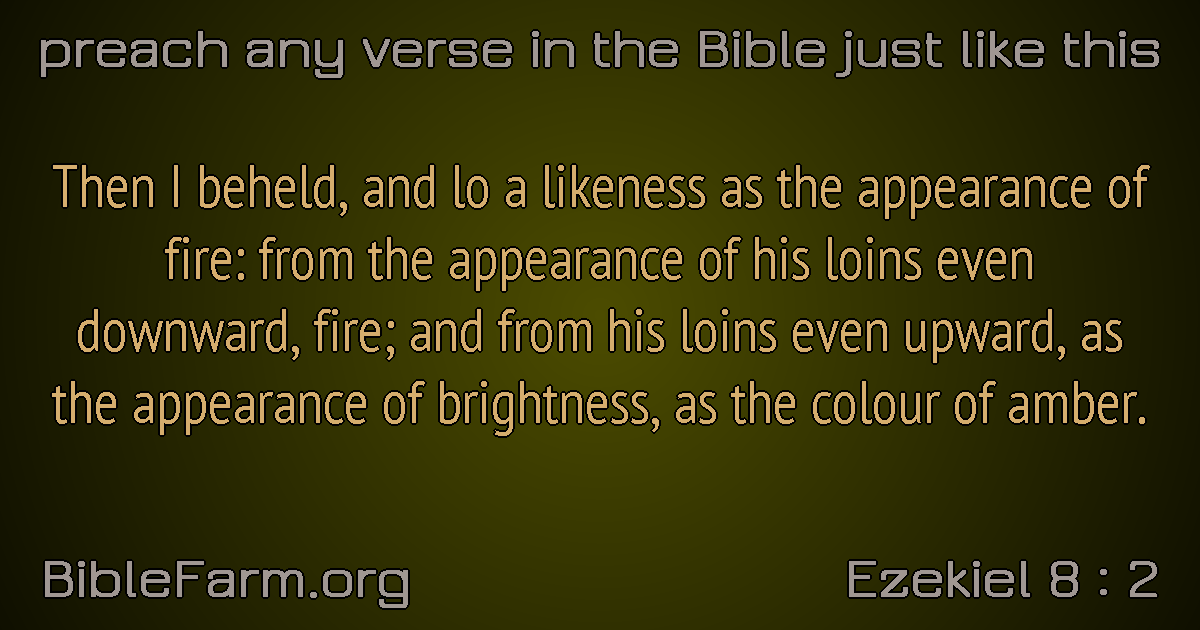 preach any verse in the Bible just like this
Then I beheld, and lo a likeness as the appearance of
fire: from the appearance of his loins even
downward, fire; and from his loins even upward, as
the appearance of brightness, as the colour of amber.
BibleFarm.org
Ezekiel 8 : 2